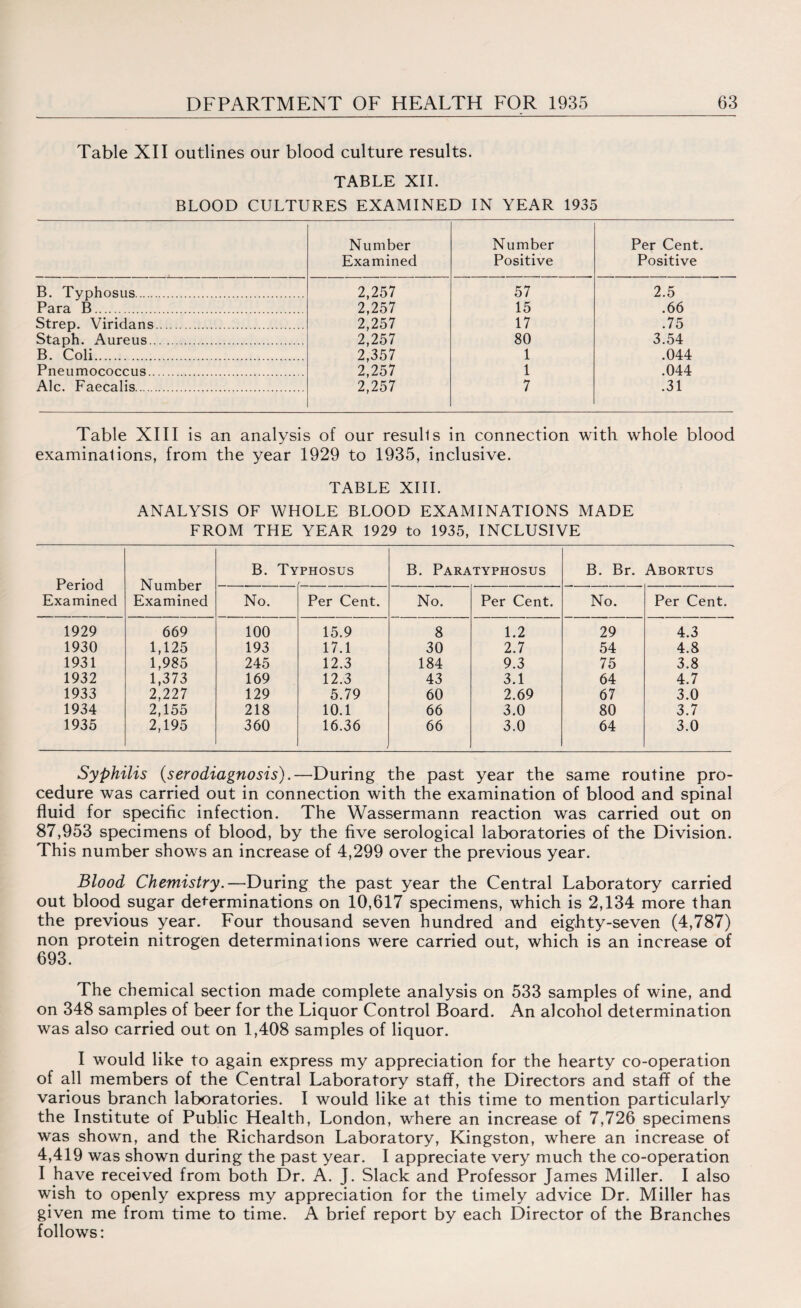 DEPARTMENT OF HEALTH FOR 1935 63
Table XII outlines our blood culture results.
TABLE XII.
BLOOD CULTURES EXAMINED IN YEAR 1935
Number Examined Number Positive Per Cent. Positive
B. Typhosus 2,257 57 2.5
Para B 2,257 15 .66
Strep. Viridans 2,257 17 .75
Staph. Aureus 2,257 80 3.54
B. Coli 2,357 1 .044
Pneumococcus 2,257 1 .044
Alc. Faecalis 2,257 7 .31
Table XIII is an analysis of our results in connection with whole blood
examinations, from the year 1929 to 1935, inclusive.
TABLE XIII.
ANALYSIS OF WHOLE BLOOD EXAMINATIONS MADE
FROM THE YEAR 1929 to 1935, INCLUSIVE
Period Examined Number Examined B. Typhosus B. Paratyphosus B. Br. Abortus
No. Per Cent. No. Per Cent. No. Per Cent.
1929 669 100 15.9 8 1.2 29 4.3
1930 1,125 193 17.1 30 2.7 54 4.8
1931 1,985 245 12.3 184 9.3 75 3.8
1932 1,373 169 12.3 43 3.1 64 4.7
1933 2,227 129 5.79 60 2.69 67 3.0
1934 2,155 218 10.1 66 3.0 80 3.7
1935 2,195 360 16.36 66 3.0 64 3.0
Syphilis (serodiagnosis).—During the past year the same routine pro-
cedure was carried out in connection with the examination of blood and spinal
fluid for specific infection. The Wassermann reaction was carried out on
87,953 specimens of blood, by the five serological laboratories of the Division.
This number shows an increase of 4,299 over the previous year.
Blood Chemistry.—During the past year the Central Laboratory carried
out blood sugar determinations on 10,617 specimens, which is 2,134 more than
the previous year. Four thousand seven hundred and eighty-seven (4,787)
non protein nitrogen determinations were carried out, which is an increase of
693.
The chemical section made complete analysis on 533 samples of wine, and
on 348 samples of beer for the Liquor Control Board. An alcohol determination
was also carried out on 1,408 samples of liquor.
I would like to again express my appreciation for the hearty co-operation
of all members of the Central Laboratory staff, the Directors and staff of the
various branch laboratories. I would like at this time to mention particularly
the Institute of Public Health, London, where an increase of 7,726 specimens
was shown, and the Richardson Laboratory, Kingston, where an increase of
4,419 was shown during the past year. I appreciate very much the co-operation
I have received from both Dr. A. J. Slack and Professor James Miller. I also
wish to openly express my appreciation for the timely advice Dr. Miller has
given me from time to time. A brief report by each Director of the Branches
follows: